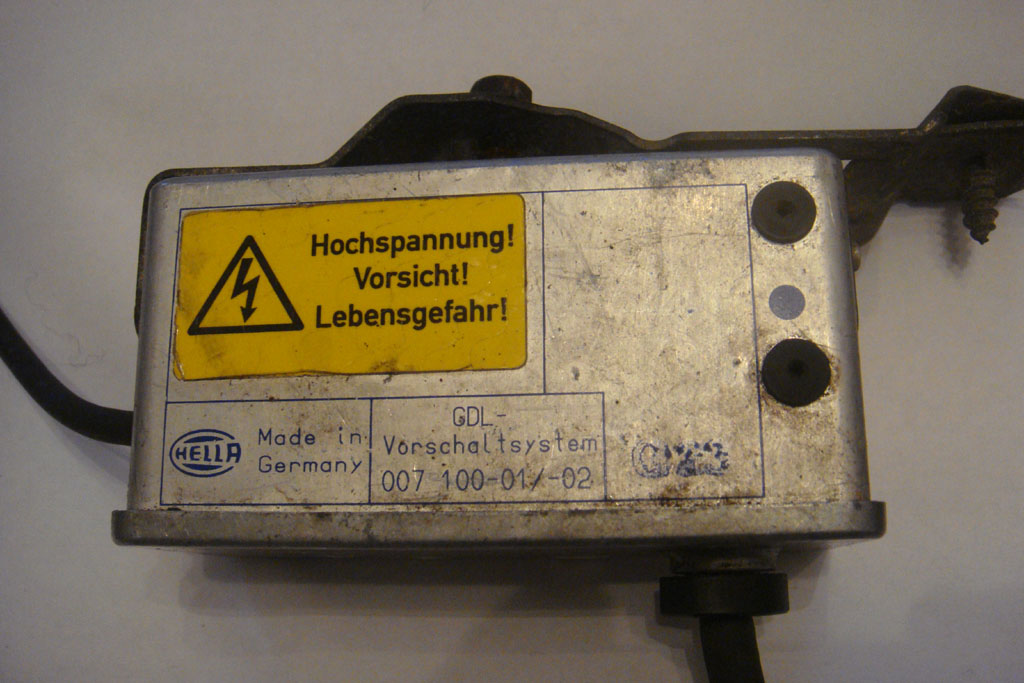 Hochspannung!
Vorsicht!
Lebensgefahr!
HELLA
Made in
Germany
GDL-
Vorschaltsystem
007 100-01/-02